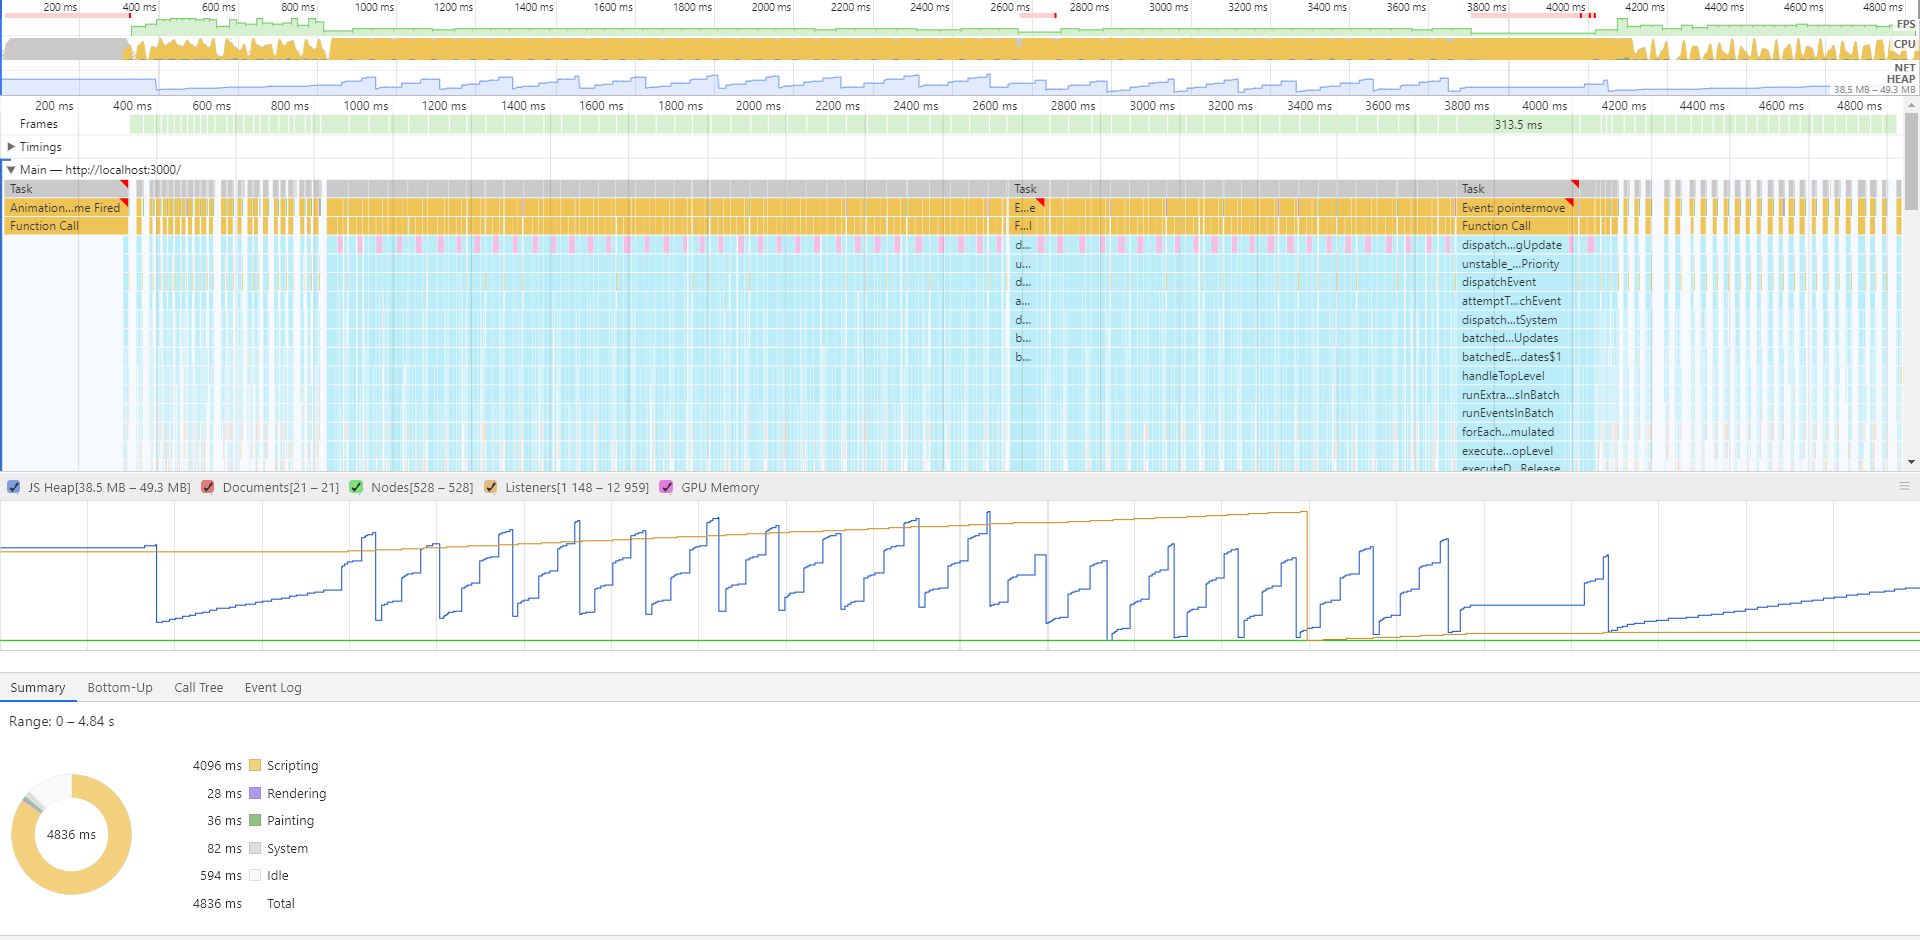 200 ms 400 ms 600 ms 800 ms 1000 ms 1200 ms 1400 ms 1600 ms 1800 ms 2000 ms 2200 ms 2400 ms 2600 ms 2800 ms 3000 ms 3200 ms 3400 ms 3600 ms 3800 ms 4000 ms 4200 ms 4400 ms 4600 ms 4800 ms
FPS
CPU
NET
HEAP
38.5 MB – 49.3 MB
200 ms 400 ms 600 ms 800 ms 1000 ms 1200 ms 1400 ms 1600 ms 1800 ms 2000 ms 2200 ms 2400 ms 2600 ms 2800 ms 3000 ms 3200 ms 3400 ms 3600 ms 3800 ms 4000 ms 4200 ms 4400 ms 4600 ms 4800 ms
Frames 313.5 ms
Timings
Main — http://localhost:3000/
Task Task Task
Animation...me Fired E...e Event: pointermove
Function Call F...l Function Call
d... dispatch...gUpdate
u... unstable_...Priority
d... dispatchEvent
a... attemptT...chEvent
d... dispatch...tSystem
b... batched...Updates
b... batchedE...dates$1
handleTopLevel
runExtra...sInBatch
runEventsInBatch
forEach...mulated
execute...opLevel
executeD...Release
JS Heap[38.5 MB – 49.3 MB] Documents[21 – 21] Nodes[528 – 528] Listeners[1 148 – 12 959] GPU Memory
Summary Bottom-Up Call Tree Event Log
Range: 0 – 4.84 s
4096 ms Scripting
28 ms Rendering
36 ms Painting
82 ms System
594 ms Idle
4836 ms Total
4836 ms